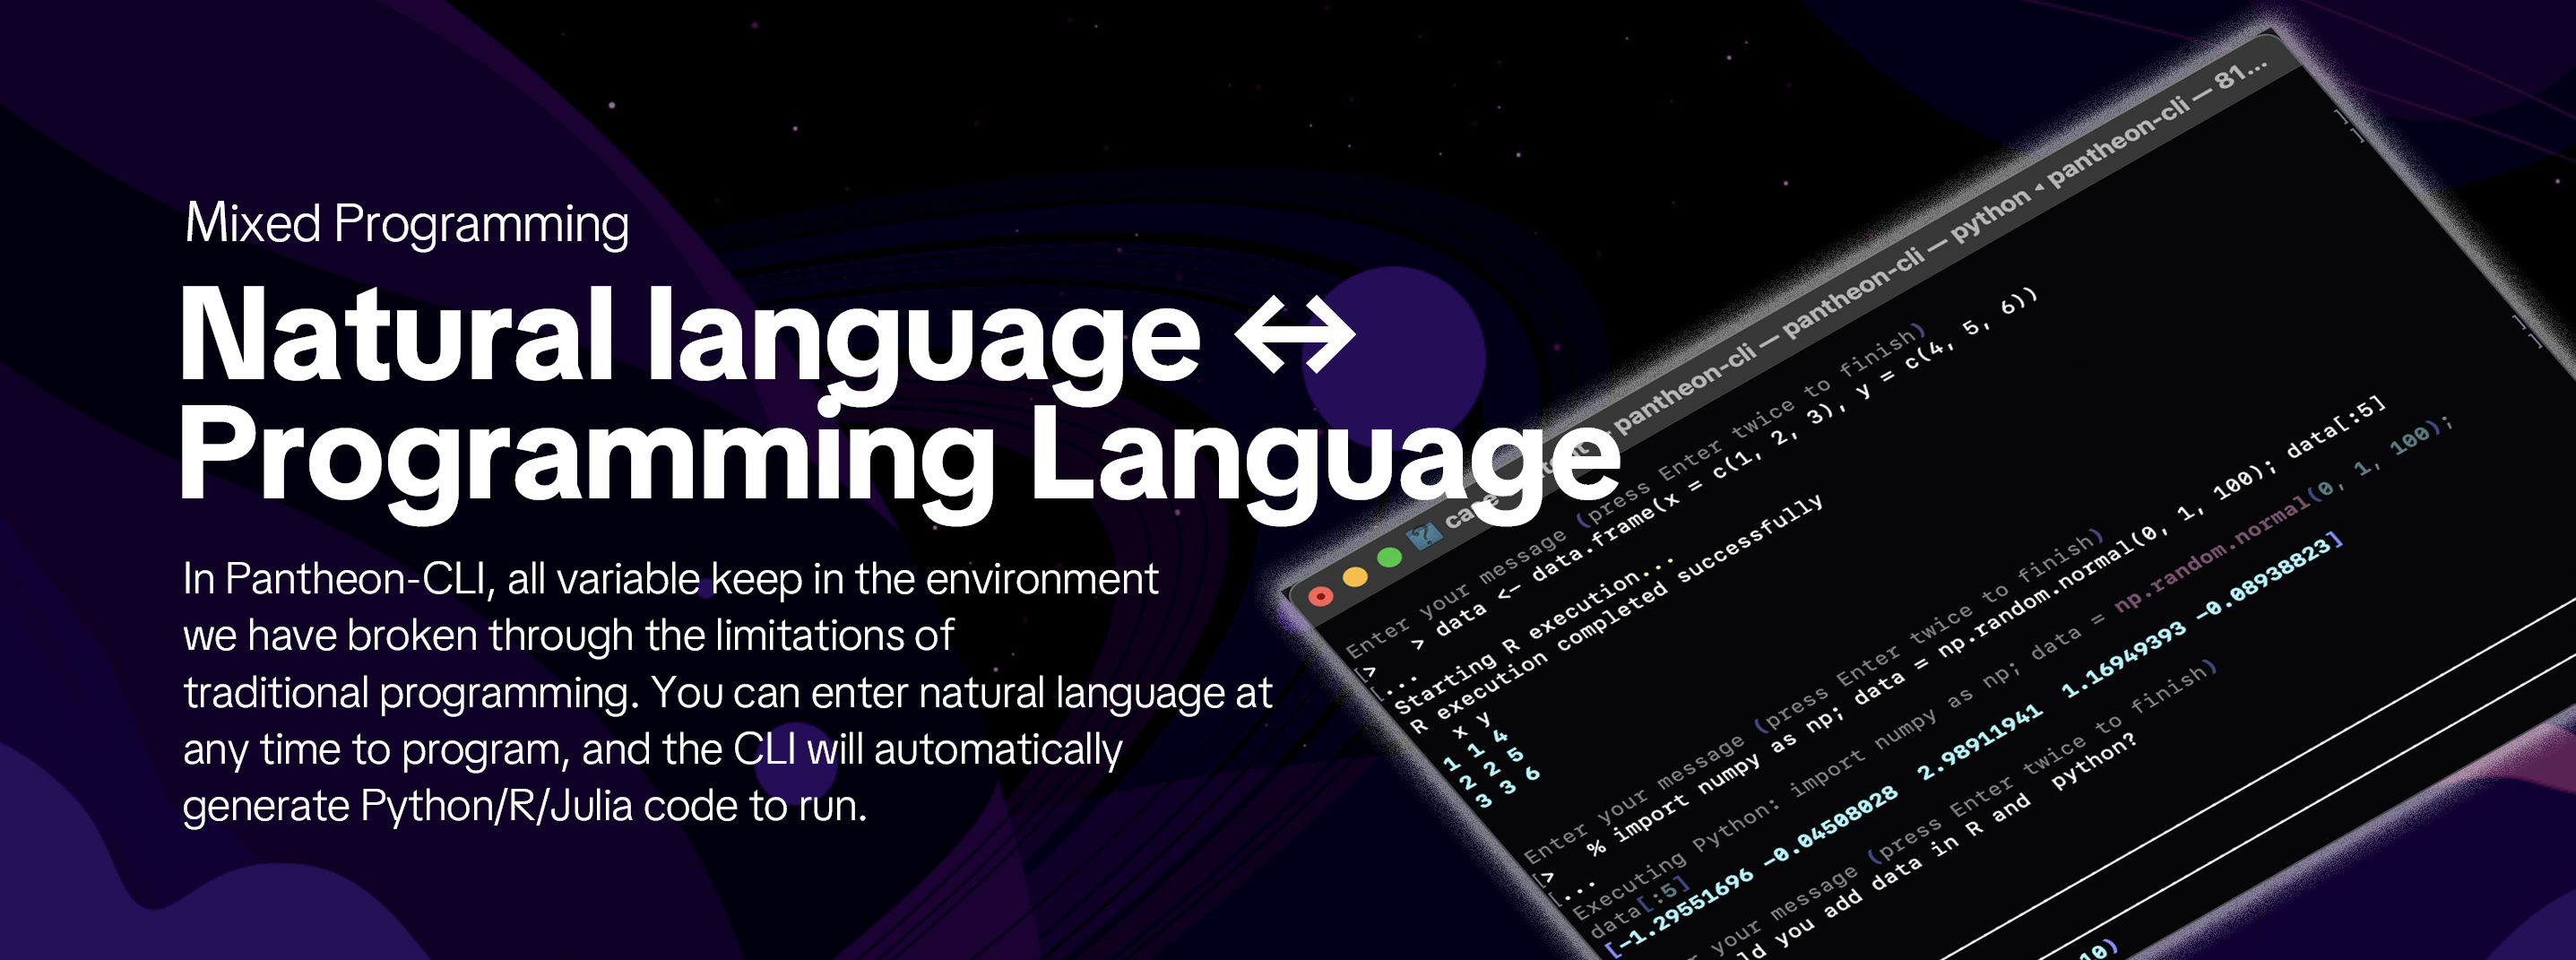 Mixed Programming
Natural language ↔
Programming Language
In Pantheon-CLI, all variable keep in the environment
we have broken through the limitations of
traditional programming. You can enter natural language at
any time to program, and the CLI will automatically
generate Python/R/Julia code to run.
pantheon-cli — pantheon-cli — python ◂ pantheon-cli — 81...
Enter your message (press Enter twice to finish)
[> > data <- data.frame(x = c(1, 2, 3), y = c(4, 5, 6)) ]
[... ]
Starting R execution...
R execution completed successfully
x y
1 1 4
2 2 5
3 3 6
Enter your message (press Enter twice to finish)
[> % import numpy as np; data = np.random.normal(0, 1, 100); data[:5] ]
[... ]
Executing Python: import numpy as np; data = np.random.normal(0, 1, 100);
data[:5]
[-1.29551696 -0.04508028 2.98911941 1.16949393 -0.08938823]
your message (press Enter twice to finish)
you add data in R and python?